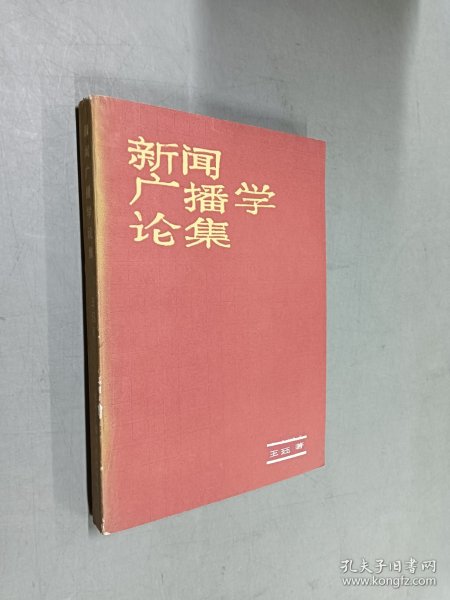 新闻
广播学
论集
王珏 著
孔夫子旧书网
www.kongfz.com